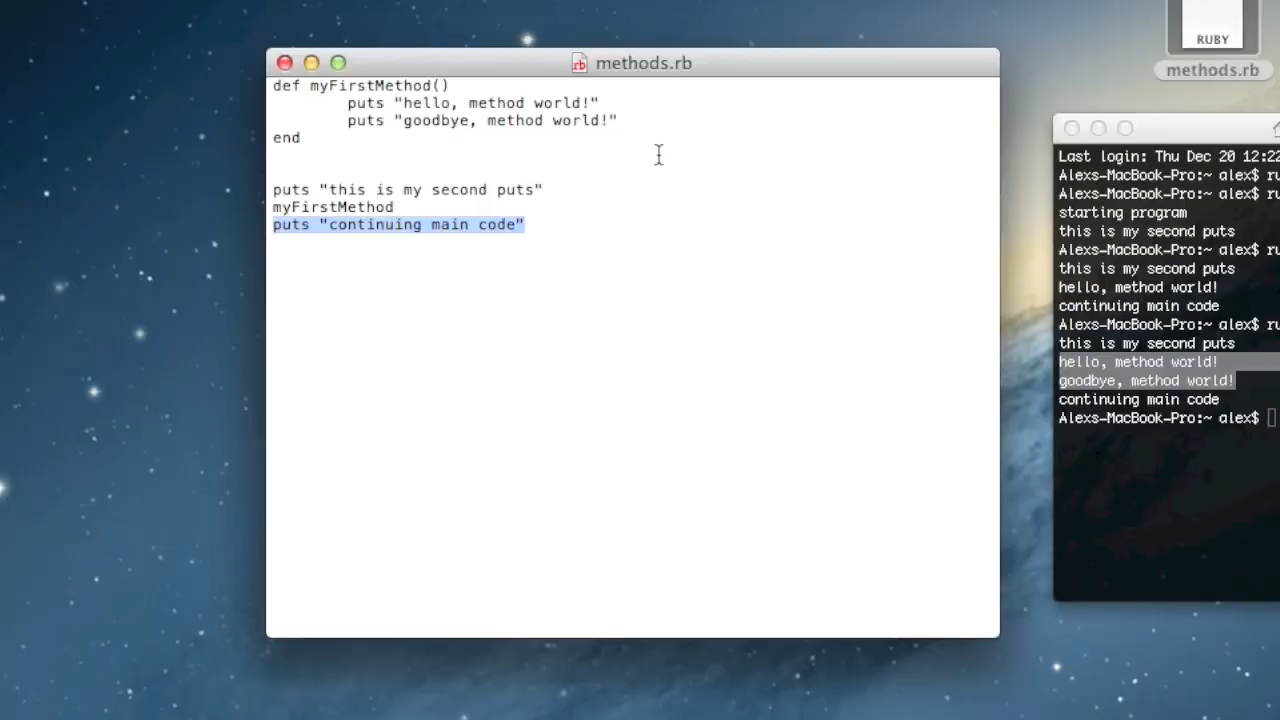 RUBY
methods.rb
methods.rb
def myFirstMethod()
puts "hello, method world!"
puts "goodbye, method world!"
end
puts "this is my second puts"
myFirstMethod
puts "continuing main code"
Last login: Thu Dec 20 12:22
Alexs-MacBook-Pro:~ alex$ ru
Alexs-MacBook-Pro:~ alex$ ru
starting program
this is my second puts
Alexs-MacBook-Pro:~ alex$ ru
this is my second puts
hello, method world!
continuing main code
Alexs-MacBook-Pro:~ alex$ ru
this is my second puts
hello, method world!
goodbye, method world!
continuing main code
Alexs-MacBook-Pro:~ alex$